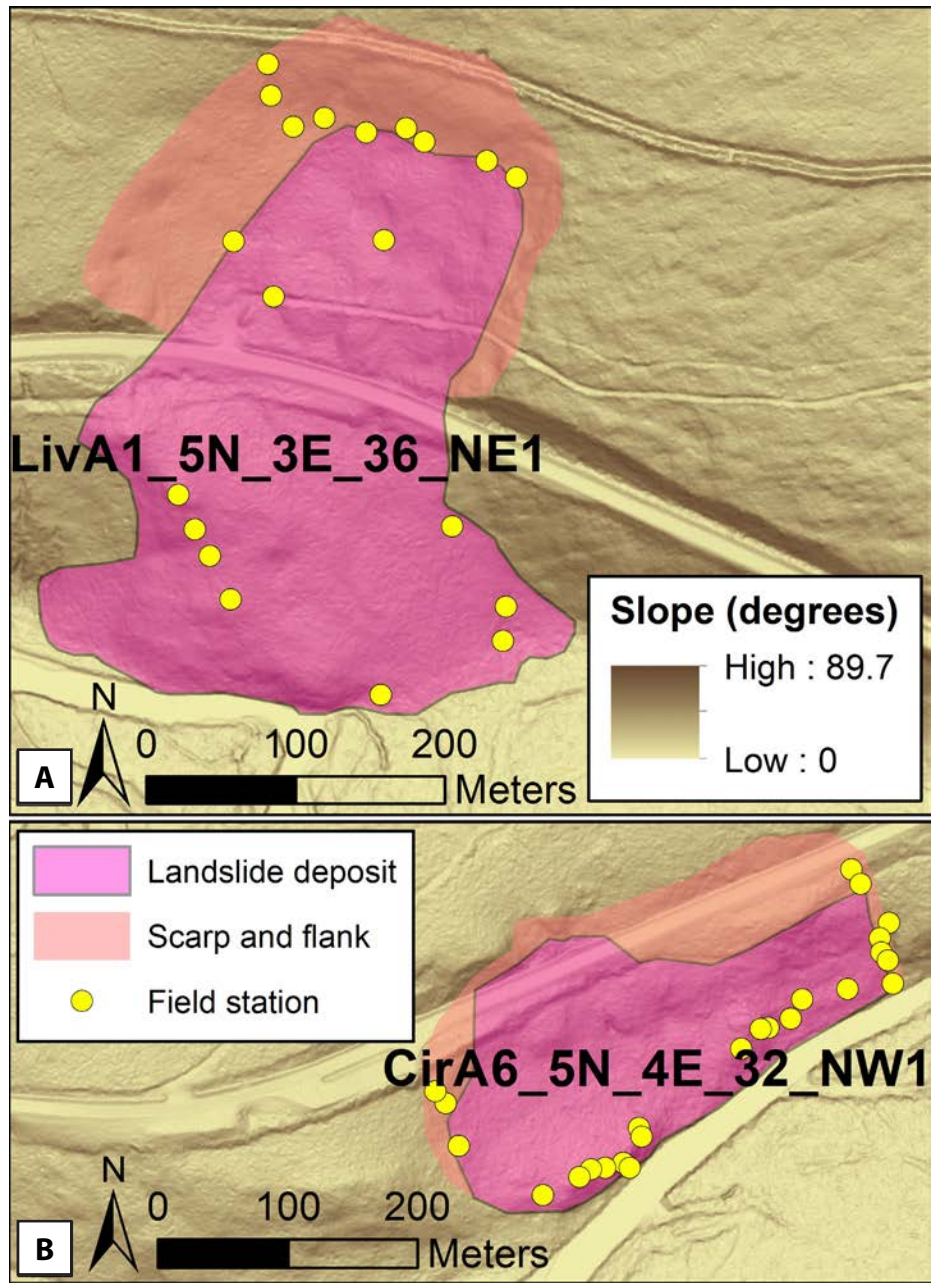 LivA1_5N_3E_36_NE1
Slope (degrees)
High : 89.7
Low : 0
N
0 100 200
Meters
A
Landslide deposit
Scarp and flank
Field station
CirA6_5N_4E_32_NW1
N
0 100 200
Meters
B